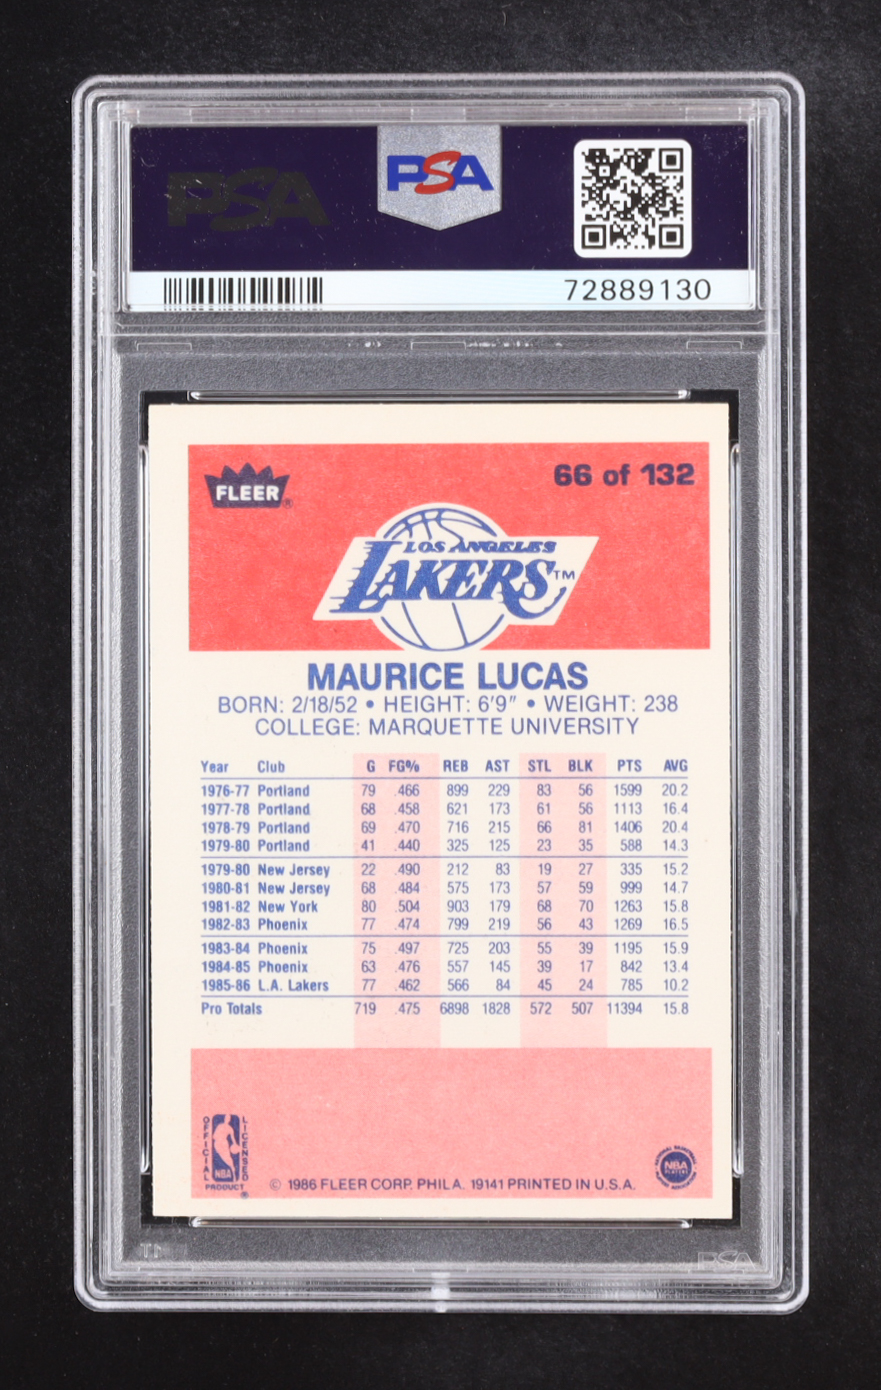 PSA
PSA
72889130
FLEER®
66 of 132
LOS ANGELES
LAKERS™
MAURICE LUCAS
BORN: 2/18/52 • HEIGHT: 6'9" • WEIGHT: 238
COLLEGE: MARQUETTE UNIVERSITY
Year Club G FG% REB AST STL BLK PTS AVG
1976-77 Portland 79 .466 899 229 83 56 1599 20.2
1977-78 Portland 68 .458 621 173 61 56 1113 16.4
1978-79 Portland 69 .470 716 215 66 81 1406 20.4
1979-80 Portland 41 .440 325 125 23 35 588 14.3
1979-80 New Jersey 22 .490 212 83 19 27 335 15.2
1980-81 New Jersey 68 .484 575 173 57 59 999 14.7
1981-82 New York 80 .504 903 179 68 70 1263 15.8
1982-83 Phoenix 77 .474 799 219 56 43 1269 16.5
1983-84 Phoenix 75 .497 725 203 55 39 1195 15.9
1984-85 Phoenix 63 .476 557 145 39 17 842 13.4
1985-86 L.A. Lakers 77 .462 566 84 45 24 785 10.2
Pro Totals 719 .475 6898 1828 572 507 11394 15.8
OFFICIAL LICENSED
NBA
PRODUCT ®
© 1986 FLEER CORP. PHILA. 19141 PRINTED IN U.S.A.
NATIONAL BASKETBALL
NBA
PLAYERS
ASSOCIATION
PSA